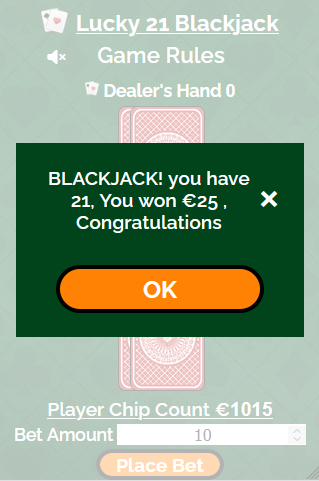 Lucky 21 Blackjack
Game Rules
Dealer's Hand 0
BLACKJACK! you have
21, You won €25 ,
Congratulations
OK
Player Chip Count €1015
Bet Amount 10
Place Bet